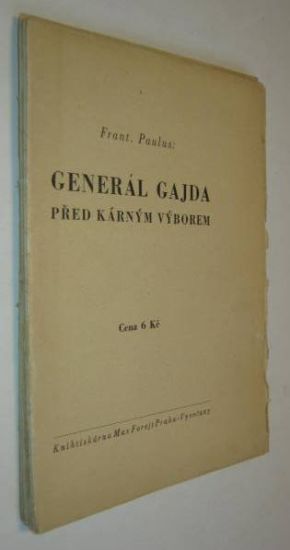 Frant. Paulus:
GENERÁL GAJDA
PŘED KÁRNÝM VÝBOREM
Cena 6 Kč
Knihtiskárna Max Forejt Praha-Vysočany